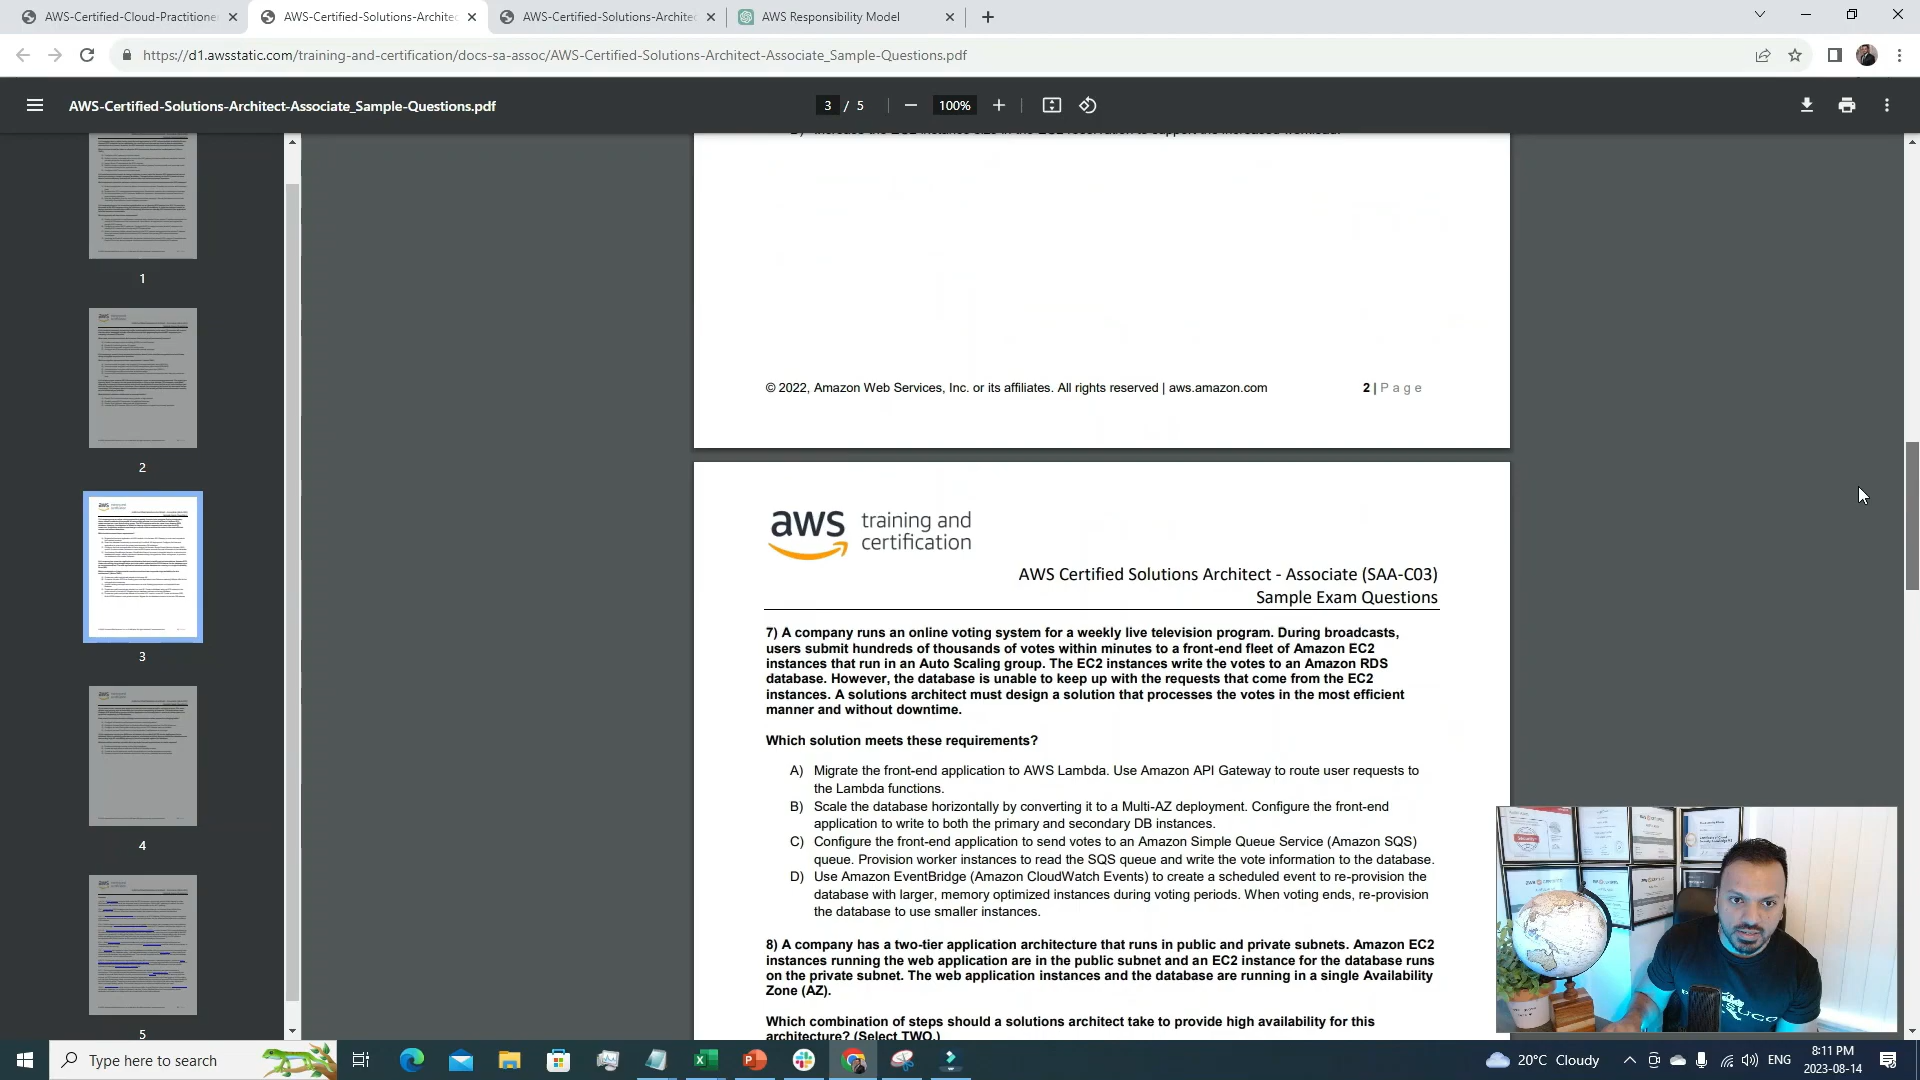 AWS-Certified-Cloud-Practitione
AWS-Certified-Solutions-Architec
AWS-Certified-Solutions-Architec
AWS Responsibility Model
https://d1.awsstatic.com/training-and-certification/docs-sa-assoc/AWS-Certified-Solutions-Architect-Associate_Sample-Questions.pdf
AWS-Certified-Solutions-Architect-Associate_Sample-Questions.pdf
3 / 5
100%
1
2
3
4
5
© 2022, Amazon Web Services, Inc. or its affiliates. All rights reserved | aws.amazon.com
2 | Page
aws training and
certification
AWS Certified Solutions Architect - Associate (SAA-C03)
Sample Exam Questions
7) A company runs an online voting system for a weekly live television program. During broadcasts,
users submit hundreds of thousands of votes within minutes to a front-end fleet of Amazon EC2
instances that run in an Auto Scaling group. The EC2 instances write the votes to an Amazon RDS
database. However, the database is unable to keep up with the requests that come from the EC2
instances. A solutions architect must design a solution that processes the votes in the most efficient
manner and without downtime.
Which solution meets these requirements?
A) Migrate the front-end application to AWS Lambda. Use Amazon API Gateway to route user requests to
the Lambda functions.
B) Scale the database horizontally by converting it to a Multi-AZ deployment. Configure the front-end
application to write to both the primary and secondary DB instances.
C) Configure the front-end application to send votes to an Amazon Simple Queue Service (Amazon SQS)
queue. Provision worker instances to read the SQS queue and write the vote information to the database.
D) Use Amazon EventBridge (Amazon CloudWatch Events) to create a scheduled event to re-provision the
database with larger, memory optimized instances during voting periods. When voting ends, re-provision
the database to use smaller instances.
8) A company has a two-tier application architecture that runs in public and private subnets. Amazon EC2
instances running the web application are in the public subnet and an EC2 instance for the database runs
on the private subnet. The web application instances and the database are running in a single Availability
Zone (AZ).
Which combination of steps should a solutions architect take to provide high availability for this
architecture? (Select TWO.)
Type here to search
20°C Cloudy
ENG
8:11 PM
2023-08-14